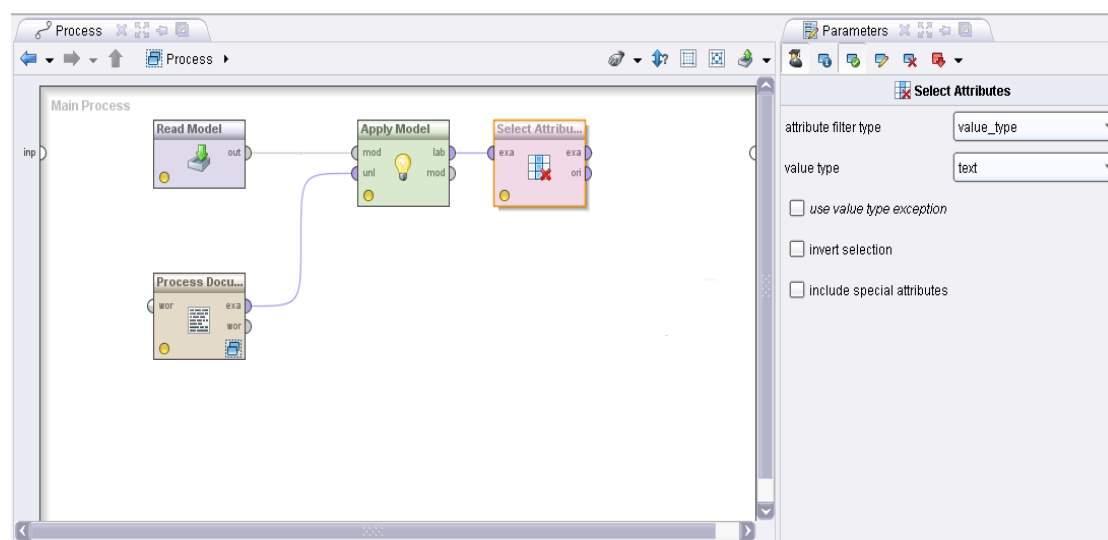 Process
Parameters
Process
Select Attributes
Main Process
Read Model
out
Apply Model
mod lab
unl mod
Select Attribu...
exa exa
ori
inp
Process Docu...
wor exa
wor
attribute filter type value_type
value type text
use value type exception
invert selection
include special attributes